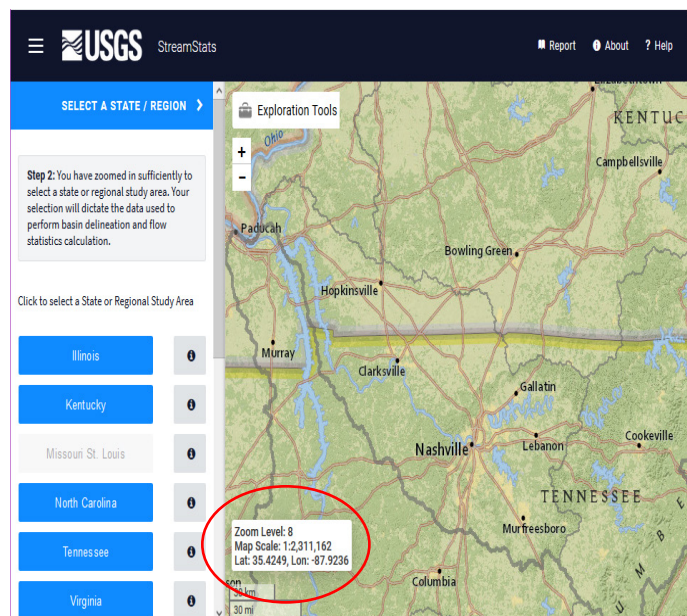 USGS StreamStats
Report About ? Help
SELECT A STATE / REGION
Exploration Tools
+
-
Step 2: You have zoomed in sufficiently to
select a state or regional study area. Your
selection will dictate the data used to
perform basin delineation and flow
statistics calculation.
Click to select a State or Regional Study Area
Illinois
Kentucky
Missouri St. Louis
North Carolina
Tennessee
Virginia
KENTUC
Ohio
Campbellsville
Paducah
Bowling Green
Hopkinsville
Murray
Clarksville
Gallatin
Nashville
Lebanon
Cookeville
TENNESSEE
Murfreesboro
Zoom Level: 8
Map Scale: 1:2,311,162
Lat: 35.4249, Lon: -87.9236
Columbia
30 km
30 mi